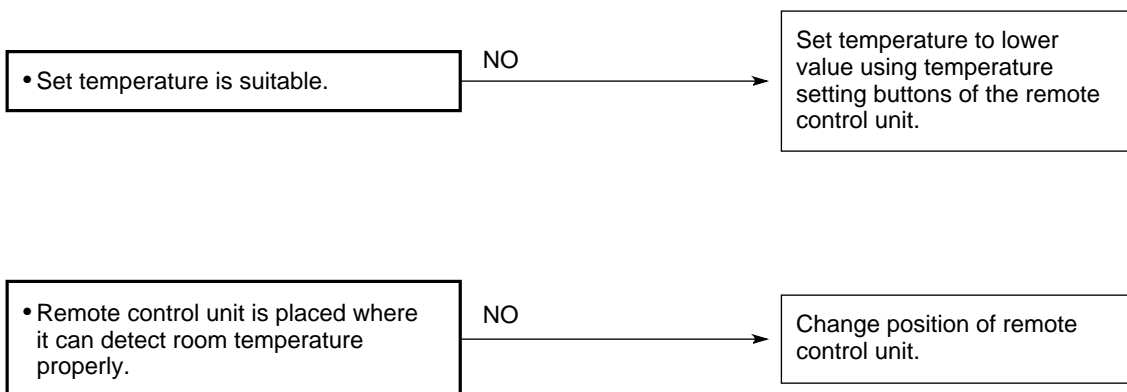 • Set temperature is suitable.
NO
Set temperature to lower
value using temperature
setting buttons of the remote
control unit.
• Remote control unit is placed where
it can detect room temperature
properly.
NO
Change position of remote
control unit.